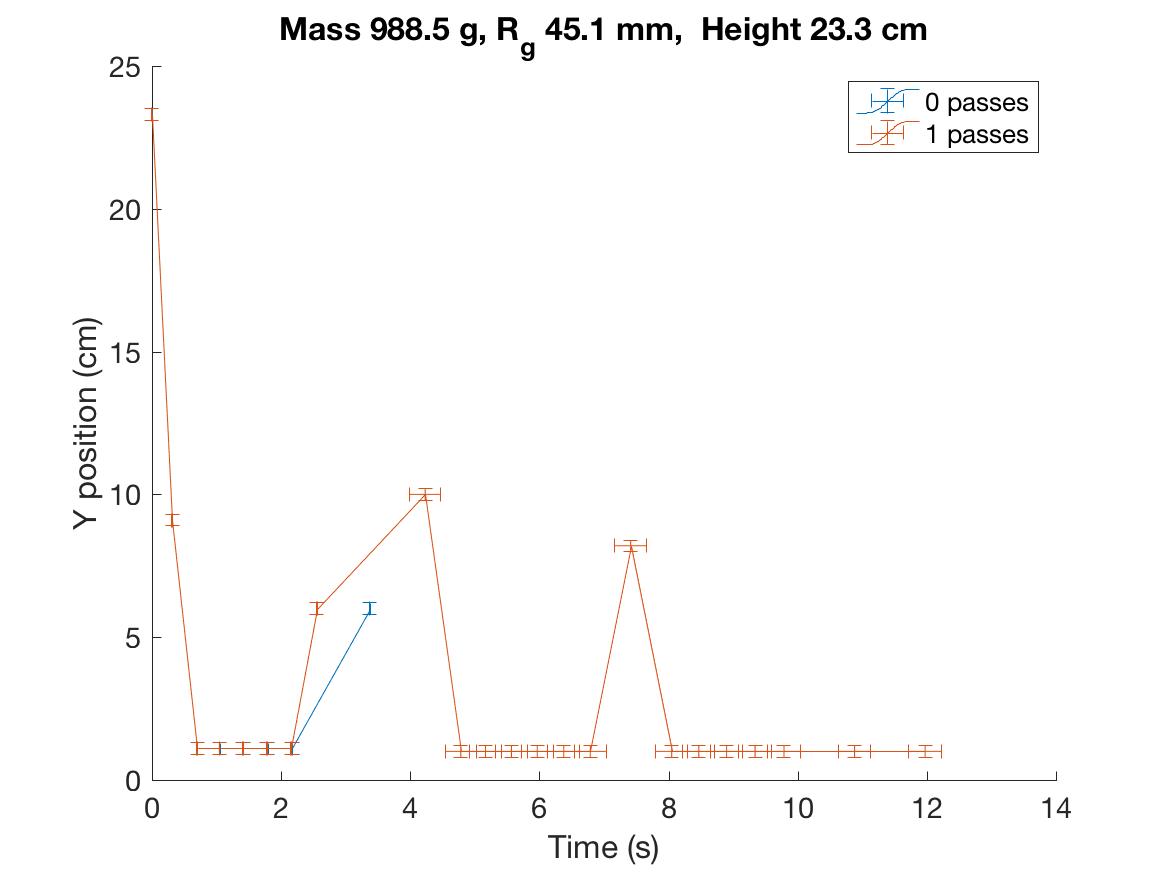 Mass 988.5 g, Rg 45.1 mm,  Height 23.3 cm
25
20
15
10
5
0
Y position (cm)
0 passes
1 passes
0 2 4 6 8 10 12 14
Time (s)